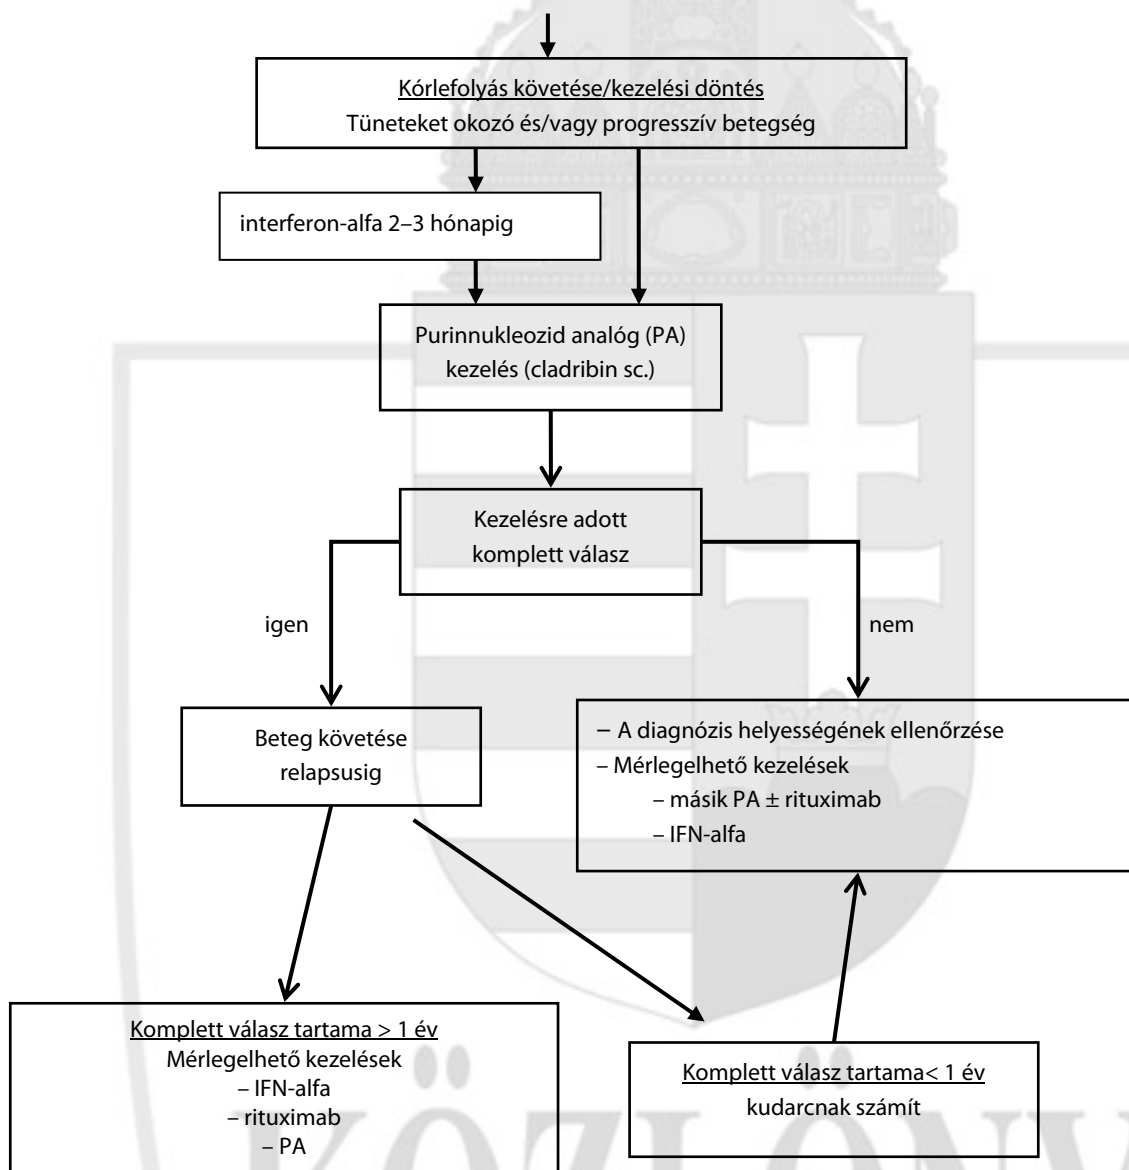 Kórlefolyás követése/kezelési döntés
Tüneteket okozó és/vagy progresszív betegség
interferon-alfa 2–3 hónapig
Purinnukleozid analóg (PA)
kezelés (cladribin sc.)
Kezelésre adott
komplett válasz
igen
nem
Beteg követése
relapsusig
– A diagnózis helyességének ellenőrzése
– Mérlegelhető kezelések
– másik PA ± rituximab
– IFN-alfa
Komplett válasz tartama > 1 év
Mérlegelhető kezelések
– IFN-alfa
– rituximab
– PA
Komplett válasz tartama< 1 év
kudarcnak számít
KÖZLÖNY